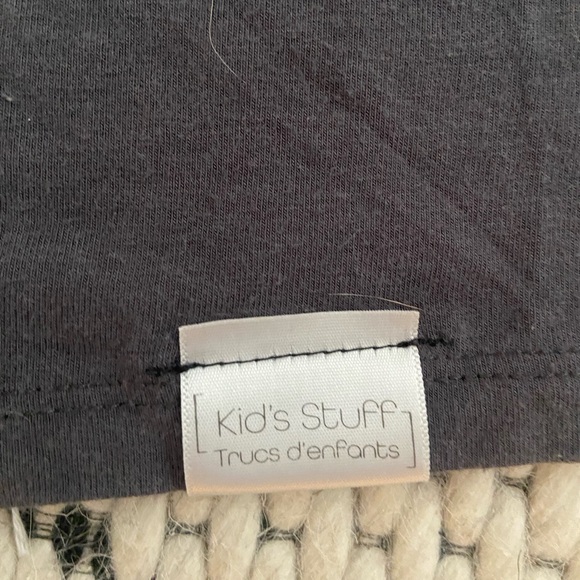 Kid's Stuff
Trucs d'enfants